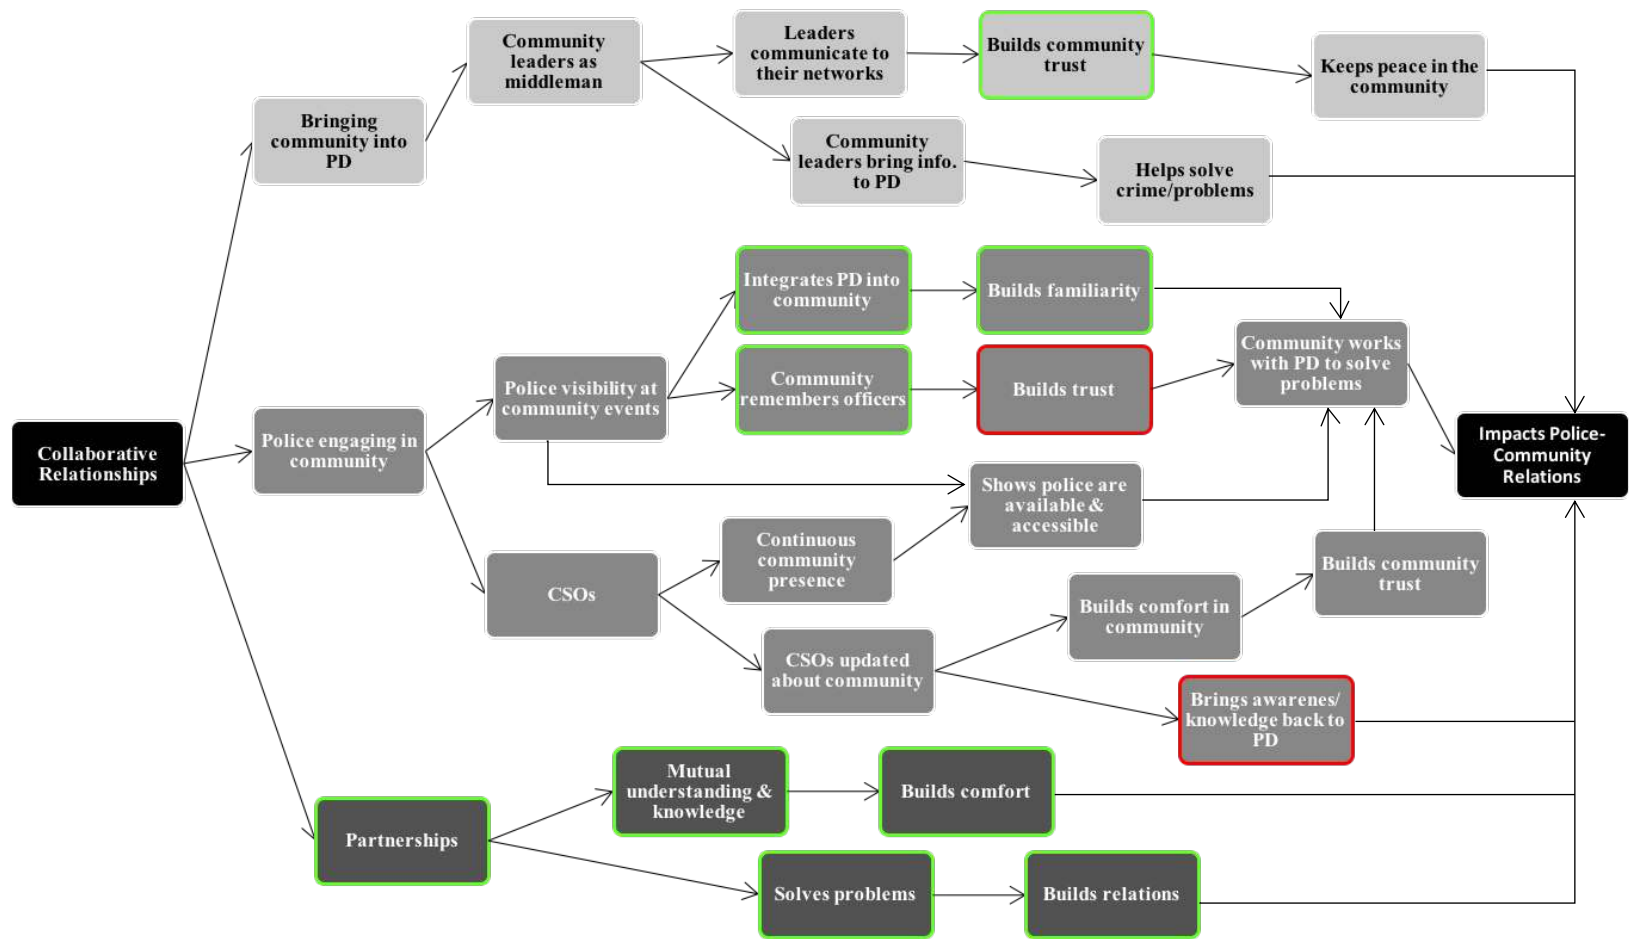 Community
leaders as
middleman
Leaders
communicate to
their networks
Builds community
trust
Keeps peace in the
community
Bringing
community into
PD
Community
leaders bring info.
to PD
Helps solve
crime/problems
Integrates PD into
community
Builds familiarity
Community works
with PD to solve
problems
Police visibility at
community events
Community
remembers officers
Builds trust
Collaborative
Relationships
Police engaging in
community
Impacts Police-
Community
Relations
Shows police are
available &
accessible
Continuous
community
presence
CSOs
Builds community
trust
Builds comfort in
community
CSOs updated
about community
Brings awarenes/
knowledge back to
PD
Mutual
understanding &
knowledge
Builds comfort
Partnerships
Solves problems
Builds relations